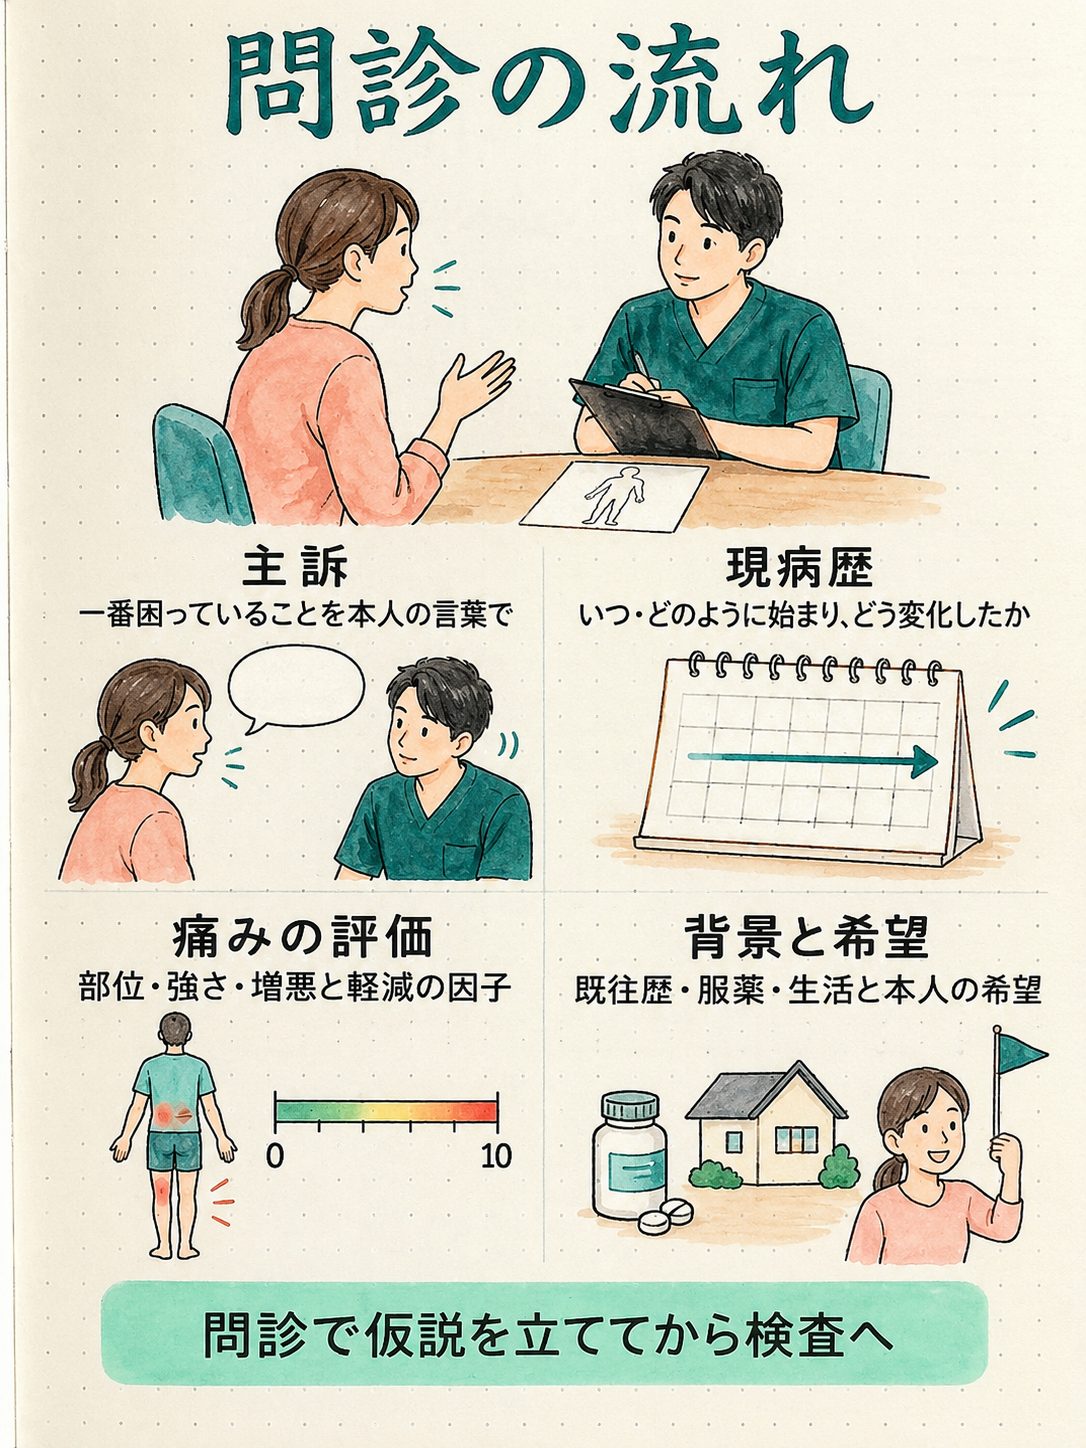 問診の流れ
主訴
一番困っていることを本人の言葉で
現病歴
いつ・どのように始まり、どう変化したか
痛みの評価
部位・強さ・増悪と軽減の因子
0 10
背景と希望
既往歴・服薬・生活と本人の希望
問診で仮説を立ててから検査へ